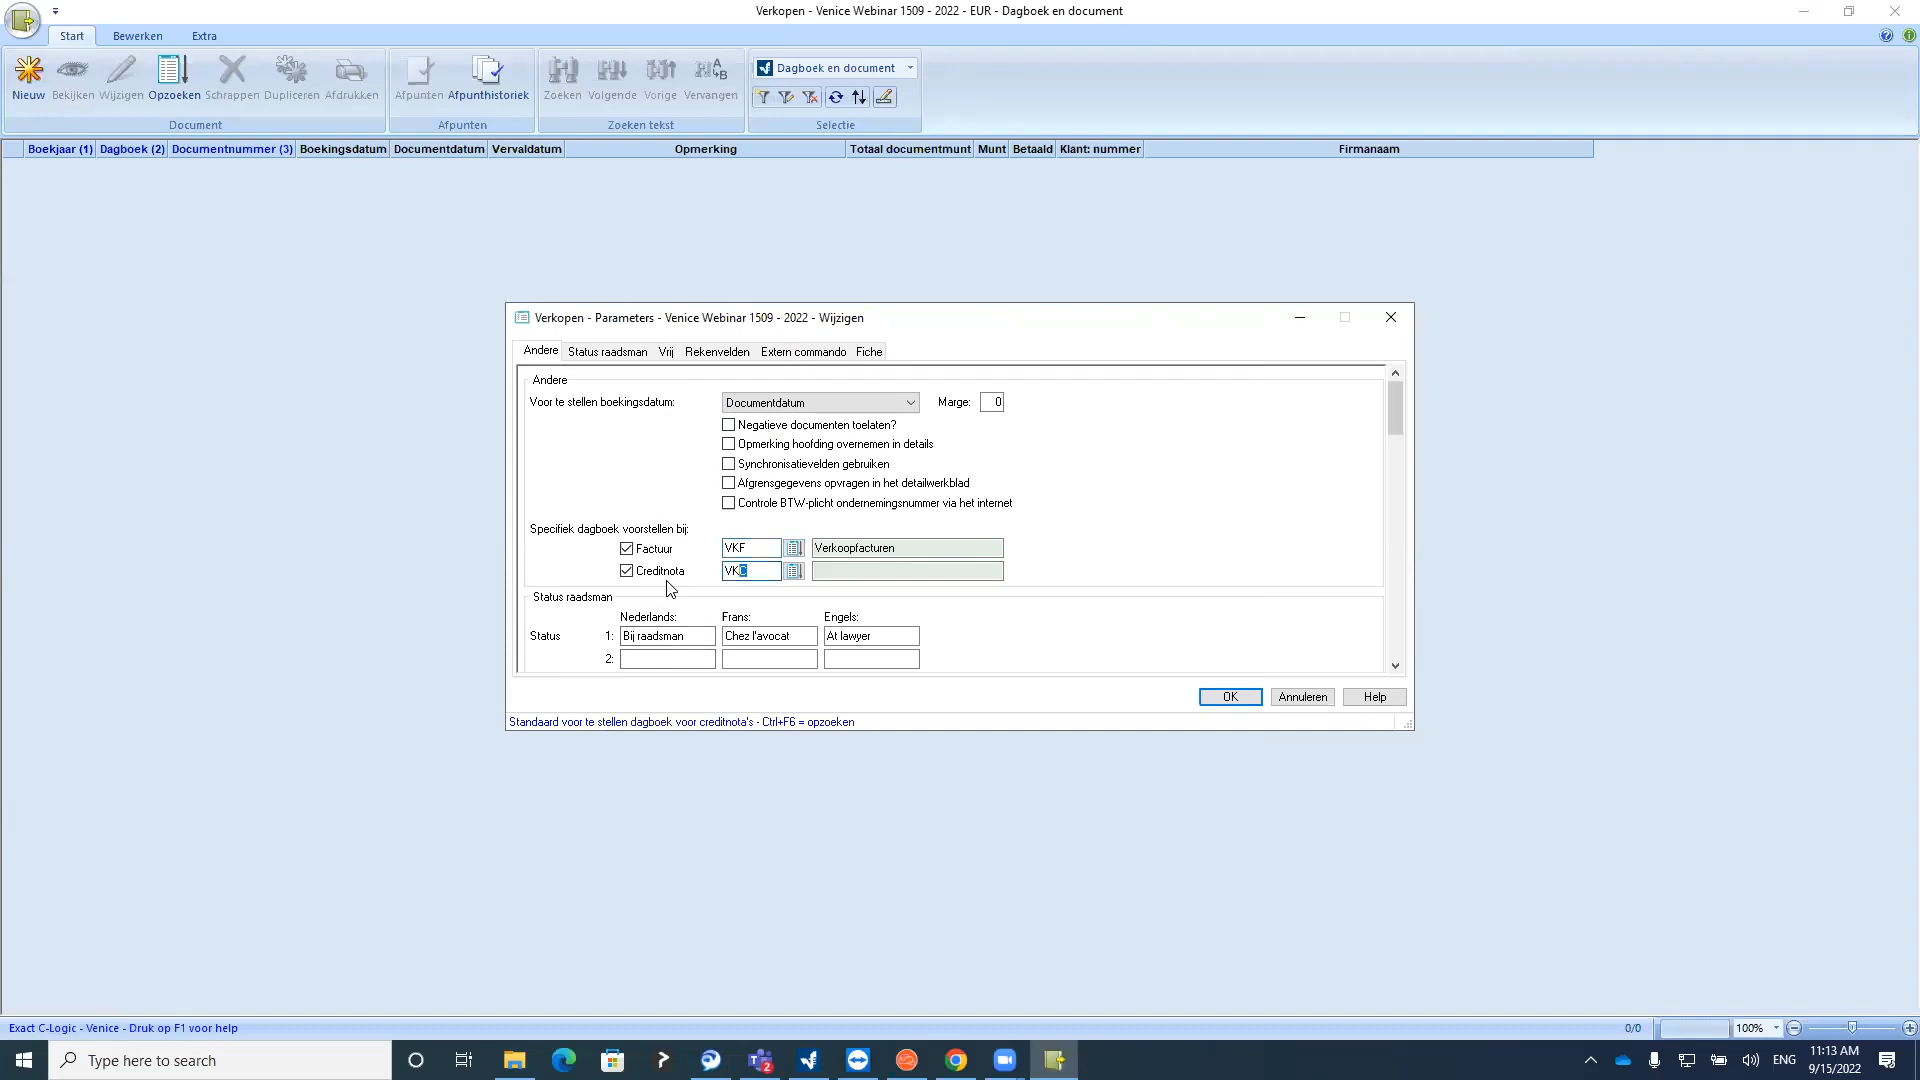 Verkopen - Venice Webinar 1509 - 2022 - EUR - Dagboek en document
Start Bewerken Extra
Nieuw Bekijken Wijzigen Opzoeken Schrappen Dupliceren Afdrukken Afpunten Afpunthistoriek Zoeken Volgende Vorige Vervangen
Dagboek en document
Document Afpunten Zoeken tekst Selectie
Boekjaar (1) Dagboek (2) Documentnummer (3) Boekingsdatum Documentdatum Vervaldatum Opmerking Totaal documentmunt Munt Betaald Klant: nummer Firmanaam
Verkopen - Parameters - Venice Webinar 1509 - 2022 - Wijzigen
Andere Status raadsman Vrij Rekenvelden Extern commando Fiche
Andere
Voor te stellen boekingsdatum: Documentdatum Marge: 0
Negatieve documenten toelaten?
Opmerking hoofding overnemen in details
Synchronisatievelden gebruiken
Afgrensgegevens opvragen in het detailwerkblad
Controle BTW-plicht ondernemingsnummer via het internet
Specifiek dagboek voorstellen bij:
Factuur VKF Verkoopfacturen
Creditnota VKC
Status raadsman
Nederlands: Frans: Engels:
Status 1: Bij raadsman Chez l'avocat At lawyer
2:
OK Annuleren Help
Standaard voor te stellen dagboek voor creditnota's - Ctrl+F6 = opzoeken
Exact C-Logic - Venice - Druk op F1 voor help 0/0 100%
Type here to search 2 ENG 11:13 AM
9/15/2022